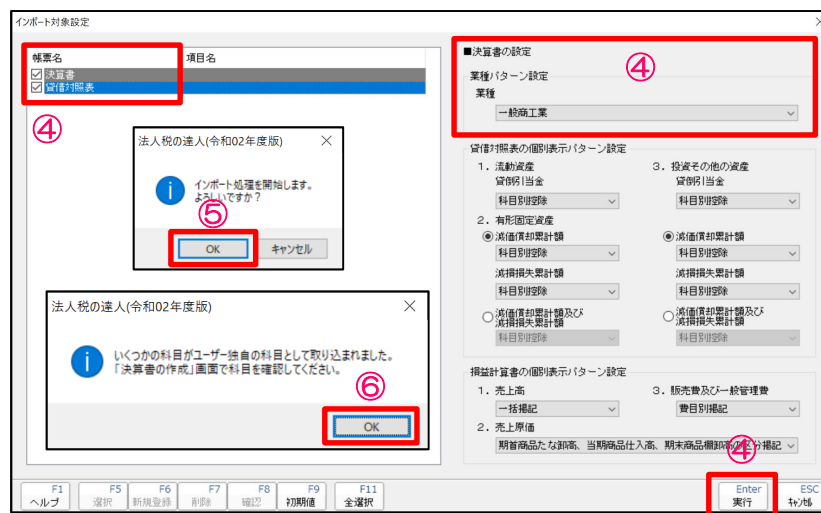 インポート対象設定
帳票名 項目名
決算書
貸借対照表
④
法人税の達人(令和02年度版)
インポート処理を開始します。
よろしいですか？
⑤
OK キャンセル
法人税の達人(令和02年度版)
いくつかの科目がユーザー独自の科目として取り込まれました。
「決算書の作成」画面で科目を確認してください。
⑥
OK
■決算書の設定
④
業種パターン設定
業種
一般商工業
貸借対照表の個別表示パターン設定
1．流動資産
貸倒引当金
科目別控除
2．有形固定資産
減価償却累計額
科目別控除
減損損失累計額
科目別控除
減価償却累計額及び
減損損失累計額
科目別控除
3．投資その他の資産
貸倒引当金
科目別控除
減価償却累計額
科目別控除
減損損失累計額
科目別控除
減価償却累計額及び
減損損失累計額
科目別控除
損益計算書の個別表示パターン設定
1．売上高
一括掲記
3．販売費及び一般管理費
費目別掲記
2．売上原価
期首商品たな卸高、当期商品仕入高、期末商品棚卸高の区分掲記
④
F1 F5 F6 F7 F8 F9 F11 Enter ESC
ヘルプ 選択 新規登録 削除 確認 初期値 全選択 実行 キャンセル